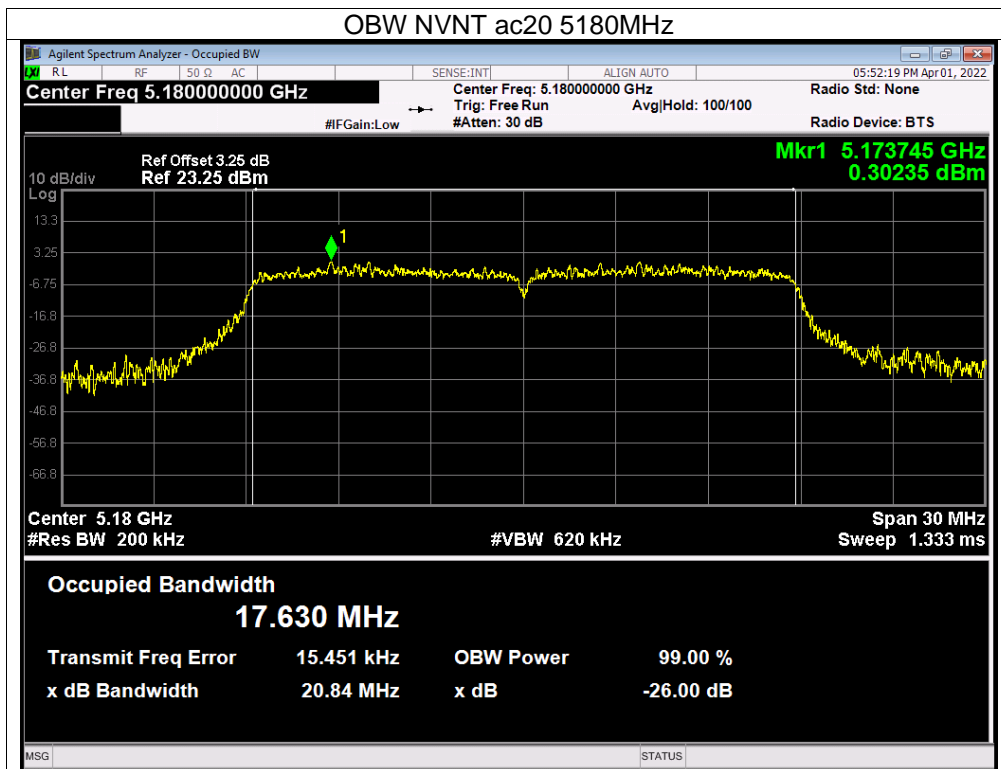 OBW NVNT ac20 5180MHz
Agilent Spectrum Analyzer - Occupied BW
LXI RL RF 50 Ω AC SENSE:INT ALIGN AUTO 05:52:19 PM Apr 01, 2022
Center Freq 5.180000000 GHz Center Freq: 5.180000000 GHz Radio Std: None
Trig: Free Run Avg|Hold: 100/100
#IFGain:Low #Atten: 30 dB Radio Device: BTS
Mkr1 5.173745 GHz
0.30235 dBm
Ref Offset 3.25 dB
10 dB/div Ref 23.25 dBm
Log
13.3
3.25
-6.75
-16.8
-26.8
-36.8
-46.8
-56.8
-66.8
1
Center 5.18 GHz Span 30 MHz
#Res BW 200 kHz #VBW 620 kHz Sweep 1.333 ms
Occupied Bandwidth
17.630 MHz
Transmit Freq Error 15.451 kHz OBW Power 99.00 %
x dB Bandwidth 20.84 MHz x dB -26.00 dB
MSG STATUS